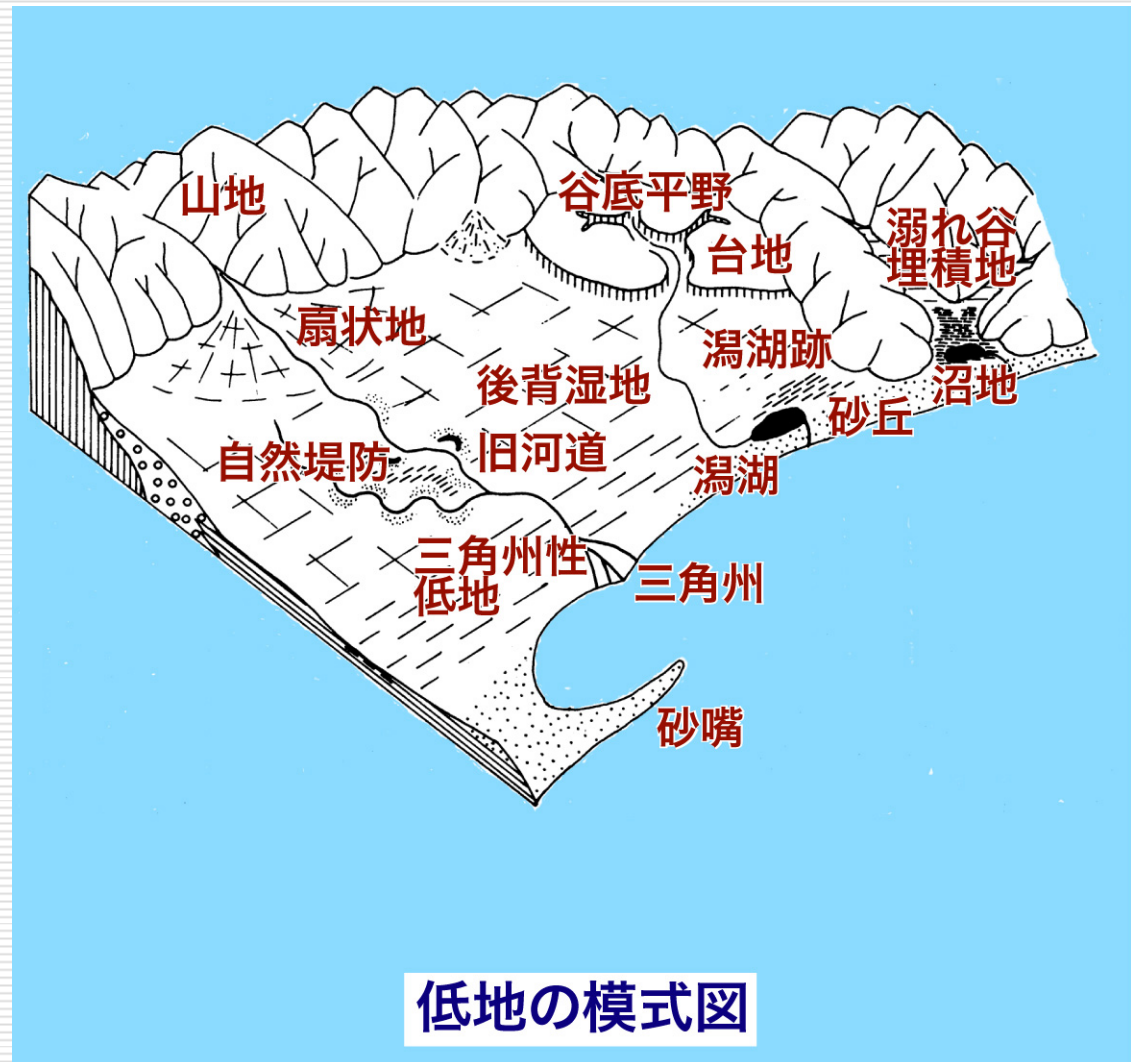 山地
谷底平野
溺れ谷
埋積地
台地
扇状地
潟湖跡
後背湿地
沼地
砂丘
自然堤防
旧河道
潟湖
三角州性
低地
三角州
砂嘴
低地の模式図